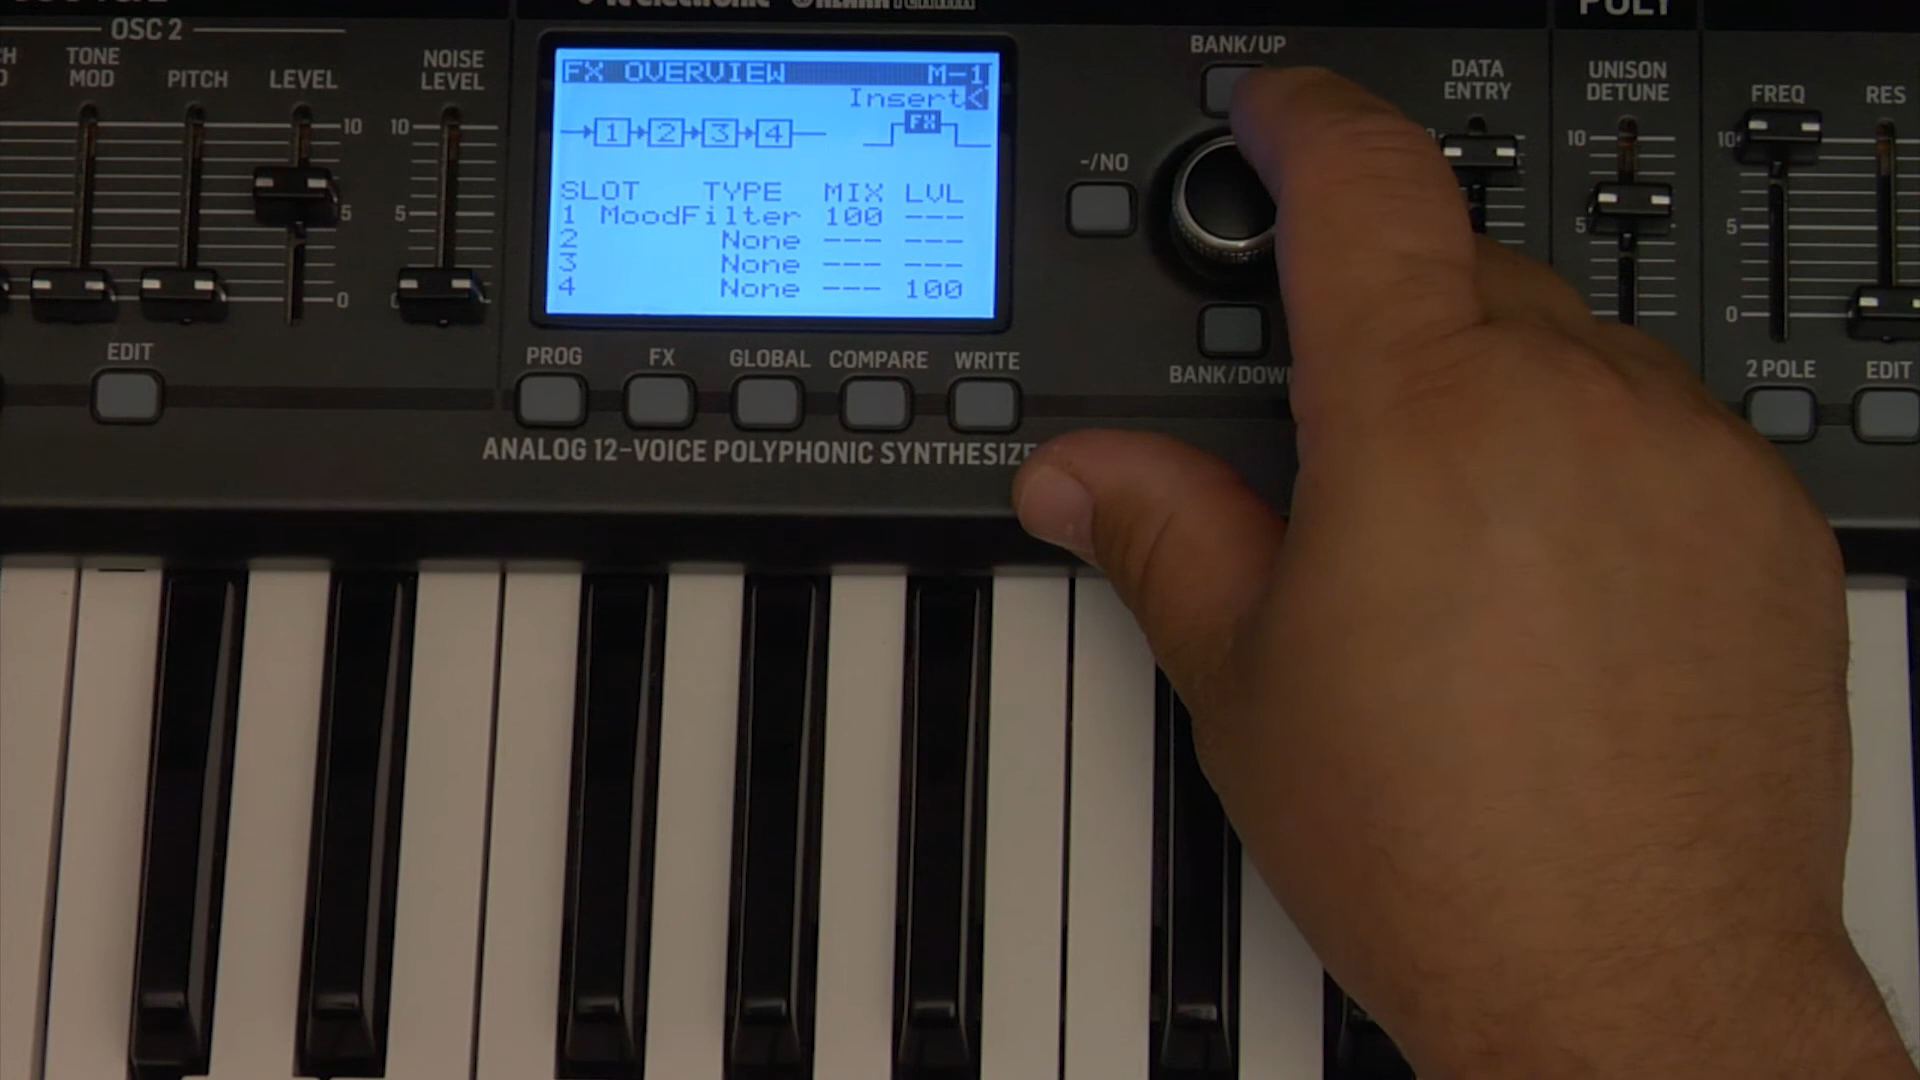 OSC 2
TONE MOD
PITCH
LEVEL
NOISE LEVEL
10
5
0
10
5
0
EDIT
FX OVERVIEW M-1
Insert<
1 2 3 4
FX
SLOT TYPE MIX LVL
1 MoodFilter 100 ---
2 None --- ---
3 None --- ---
4 None --- 100
PROG
FX
GLOBAL
COMPARE
WRITE
ANALOG 12-VOICE POLYPHONIC SYNTHESIZE
BANK/UP
-/NO
BANK/DOWN
DATA ENTRY
POLY
UNISON DETUNE
10
5
FREQ
RES
10
5
0
2 POLE
EDIT